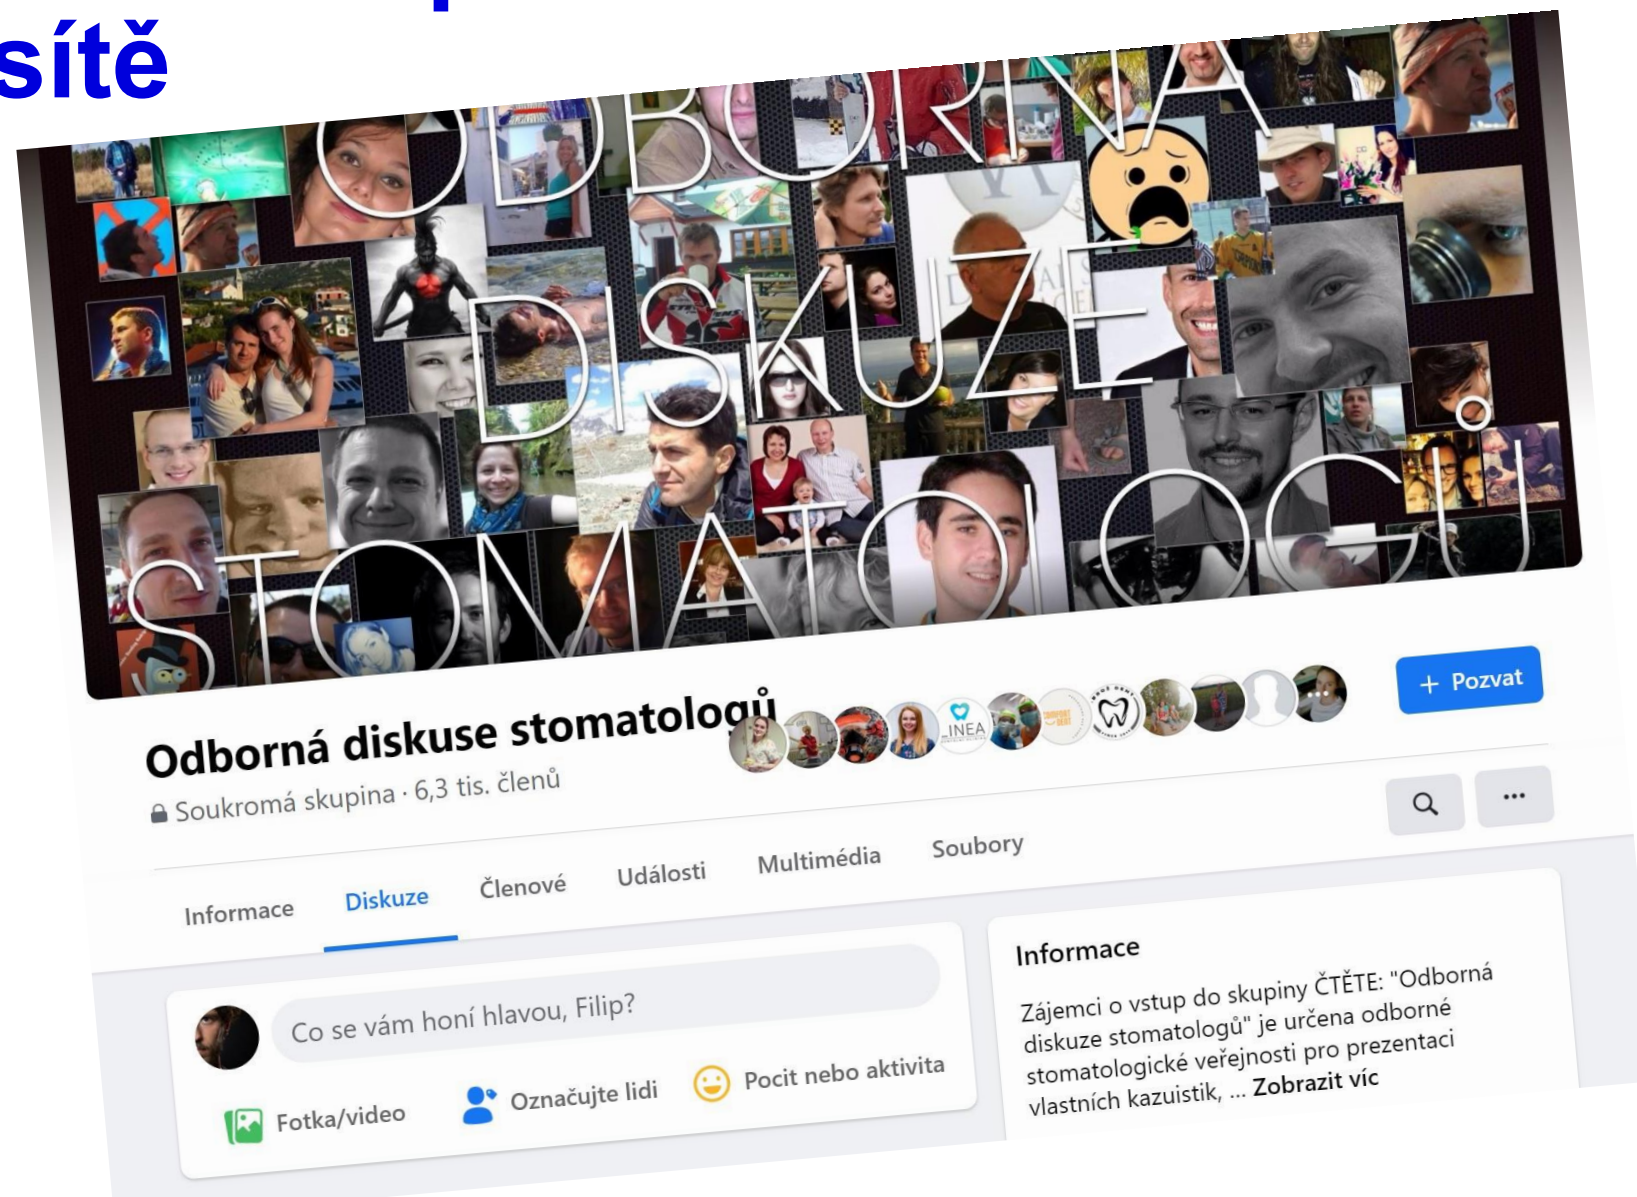 sítě
ODBORNÁ
DISKUZE
STOMATOLOGŮ
Odborná diskuse stomatologů
Soukromá skupina · 6,3 tis. členů
INEA
+ Pozvat
Informace
Diskuze
Členové
Události
Multimédia
Soubory
Co se vám honí hlavou, Filip?
Fotka/video
Označujte lidi
Pocit nebo aktivita
Informace
Zájemci o vstup do skupiny ČTĚTE: "Odborná
diskuze stomatologů" je určena odborné
stomatologické veřejnosti pro prezentaci
vlastních kazuistik, ... Zobrazit víc